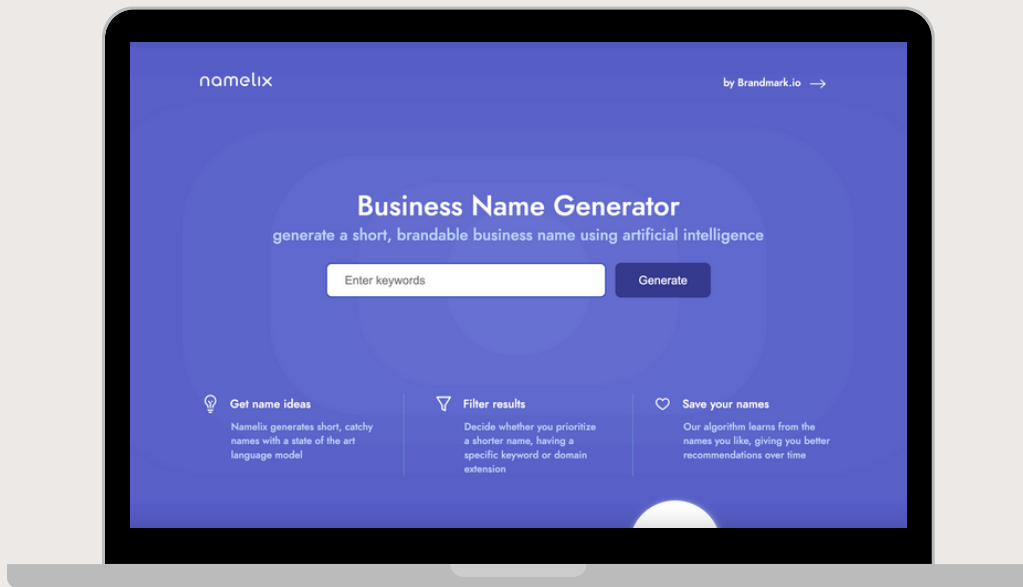 namelix
by Brandmark.io
Business Name Generator
generate a short, brandable business name using artificial intelligence
Enter keywords
Generate
Get name ideas
Namelix generates short, catchy
names with a state of the art
language model
Filter results
Decide whether you prioritize
a shorter name, having a
specific keyword or domain
extension
Save your names
Our algorithm learns from the
names you like, giving you better
recommendations over time